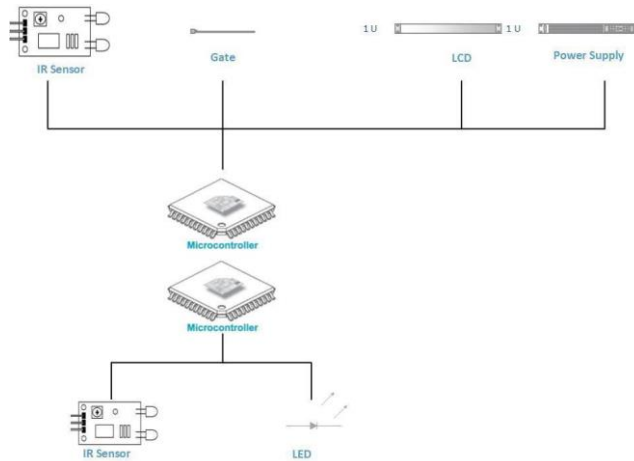 1 U
1 U
IR Sensor
Gate
LCD
Power Supply
Microcontroller
Microcontroller
IR Sensor
LED